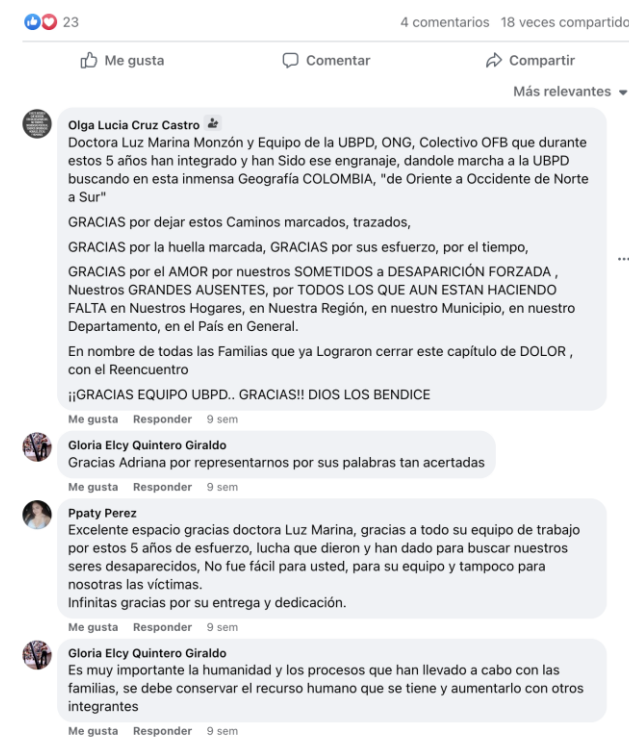 23
4 comentarios 18 veces compartido
Me gusta Comentar Compartir
Más relevantes
Olga Lucia Cruz Castro
Doctora Luz Marina Monzón y Equipo de la UBPD, ONG, Colectivo OFB que durante
estos 5 años han integrado y han Sido ese engranaje, dandole marcha a la UBPD
buscando en esta inmensa Geografía COLOMBIA, "de Oriente a Occidente de Norte
a Sur"
GRACIAS por dejar estos Caminos marcados, trazados,
GRACIAS por la huella marcada, GRACIAS por sus esfuerzo, por el tiempo,
GRACIAS por el AMOR por nuestros SOMETIDOS a DESAPARICIÓN FORZADA ,
Nuestros GRANDES AUSENTES, por TODOS LOS QUE AUN ESTAN HACIENDO
FALTA en Nuestros Hogares, en Nuestra Región, en nuestro Municipio, en nuestro
Departamento, en el País en General.
En nombre de todas las Familias que ya Lograron cerrar este capítulo de DOLOR ,
con el Reencuentro
¡¡GRACIAS EQUIPO UBPD.. GRACIAS!! DIOS LOS BENDICE
Me gusta Responder 9 sem
Gloria Elcy Quintero Giraldo
Gracias Adriana por representarnos por sus palabras tan acertadas
Me gusta Responder 9 sem
Ppaty Perez
Excelente espacio gracias doctora Luz Marina, gracias a todo su equipo de trabajo
por estos 5 años de esfuerzo, lucha que dieron y han dado para buscar nuestros
seres desaparecidos, No fue fácil para usted, para su equipo y tampoco para
nosotras las víctimas.
Infinitas gracias por su entrega y dedicación.
Me gusta Responder 9 sem
Gloria Elcy Quintero Giraldo
Es muy importante la humanidad y los procesos que han llevado a cabo con las
familias, se debe conservar el recurso humano que se tiene y aumentarlo con otros
integrantes
Me gusta Responder 9 sem